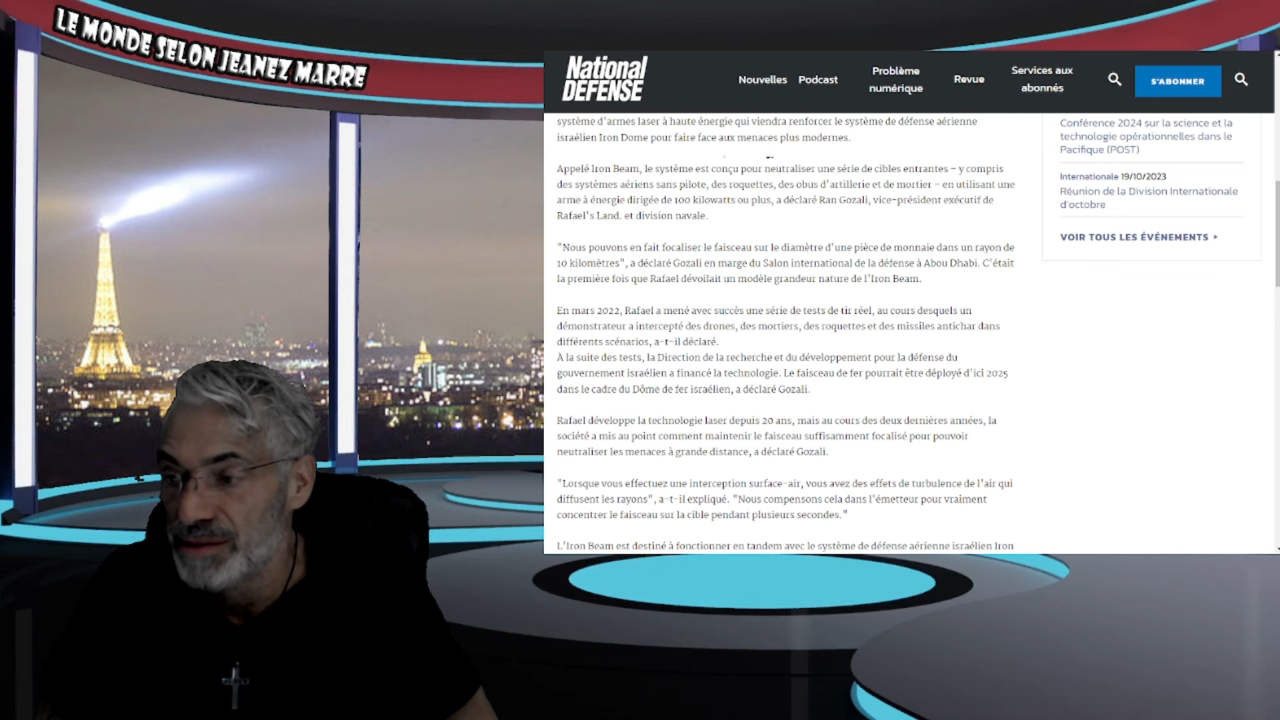 LE MONDE SELON JEANEZ MARRE
National
DEFENSE
Nouvelles
Podcast
Problème
numérique
Revue
Services aux
abonnés
S'ABONNER
système d'armes laser à haute énergie qui viendra renforcer le système de défense aérienne
israélien Iron Dome pour faire face aux menaces plus modernes.
Appelé Iron Beam, le système est conçu pour neutraliser une série de cibles entrantes – y compris
des systèmes aériens sans pilote, des roquettes, des obus d'artillerie et de mortier – en utilisant une
arme à énergie dirigée de 100 kilowatts ou plus, a déclaré Ran Gozali, vice-président exécutif de
Rafael's Land. et division navale.
"Nous pouvons en fait focaliser le faisceau sur le diamètre d'une pièce de monnaie dans un rayon de
10 kilomètres", a déclaré Gozali en marge du Salon international de la défense à Abou Dhabi. C'était
la première fois que Rafael dévoilait un modèle grandeur nature de l'Iron Beam.
En mars 2022, Rafael a mené avec succès une série de tests de tir réel, au cours desquels un
démonstrateur a intercepté des drones, des mortiers, des roquettes et des missiles antichar dans
différents scénarios, a-t-il déclaré.
À la suite des tests, la Direction de la recherche et du développement pour la défense du
gouvernement israélien a financé la technologie. Le faisceau de fer pourrait être déployé d'ici 2025
dans le cadre du Dôme de fer israélien, a déclaré Gozali.
Rafael développe la technologie laser depuis 20 ans, mais au cours des deux dernières années, la
société a mis au point comment maintenir le faisceau suffisamment focalisé pour pouvoir
neutraliser les menaces à grande distance, a déclaré Gozali.
"Lorsque vous effectuez une interception surface-air, vous avez des effets de turbulence de l'air qui
diffusent les rayons", a-t-il expliqué. "Nous compensons cela dans l'émetteur pour vraiment
concentrer le faisceau sur la cible pendant plusieurs secondes."
L'Iron Beam est destiné à fonctionner en tandem avec le système de défense aérienne israélien Iron
Conférence 2024 sur la science et la
technologie opérationnelles dans le
Pacifique (POST)
Internationale 19/10/2023
Réunion de la Division Internationale
d'octobre
VOIR TOUS LES ÉVÉNEMENTS